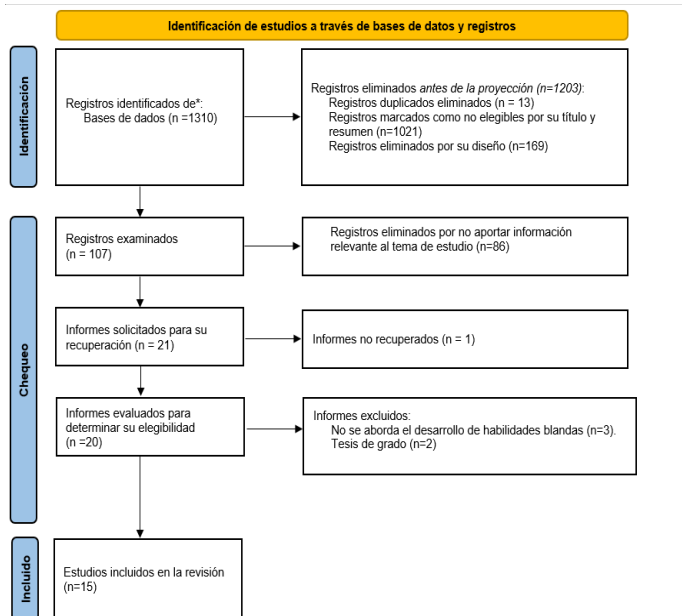 Identificación de estudios a través de bases de datos y registros
Identificación
Registros identificados de*:
Bases de dados (n =1310)
Registros eliminados antes de la proyección (n=1203):
Registros duplicados eliminados (n = 13)
Registros marcados como no elegibles por su título y
resumen (n=1021)
Registros eliminados por su diseño (n=169)
Chequeo
Registros examinados
(n = 107)
Registros eliminados por no aportar información
relevante al tema de estudio (n=86)
Informes solicitados para su
recuperación (n = 21)
Informes no recuperados (n = 1)
Informes evaluados para
determinar su elegibilidad
(n =20)
Informes excluidos:
No se aborda el desarrollo de habilidades blandas (n=3).
Tesis de grado (n=2)
Incluido
Estudios incluidos en la revisión
(n=15)